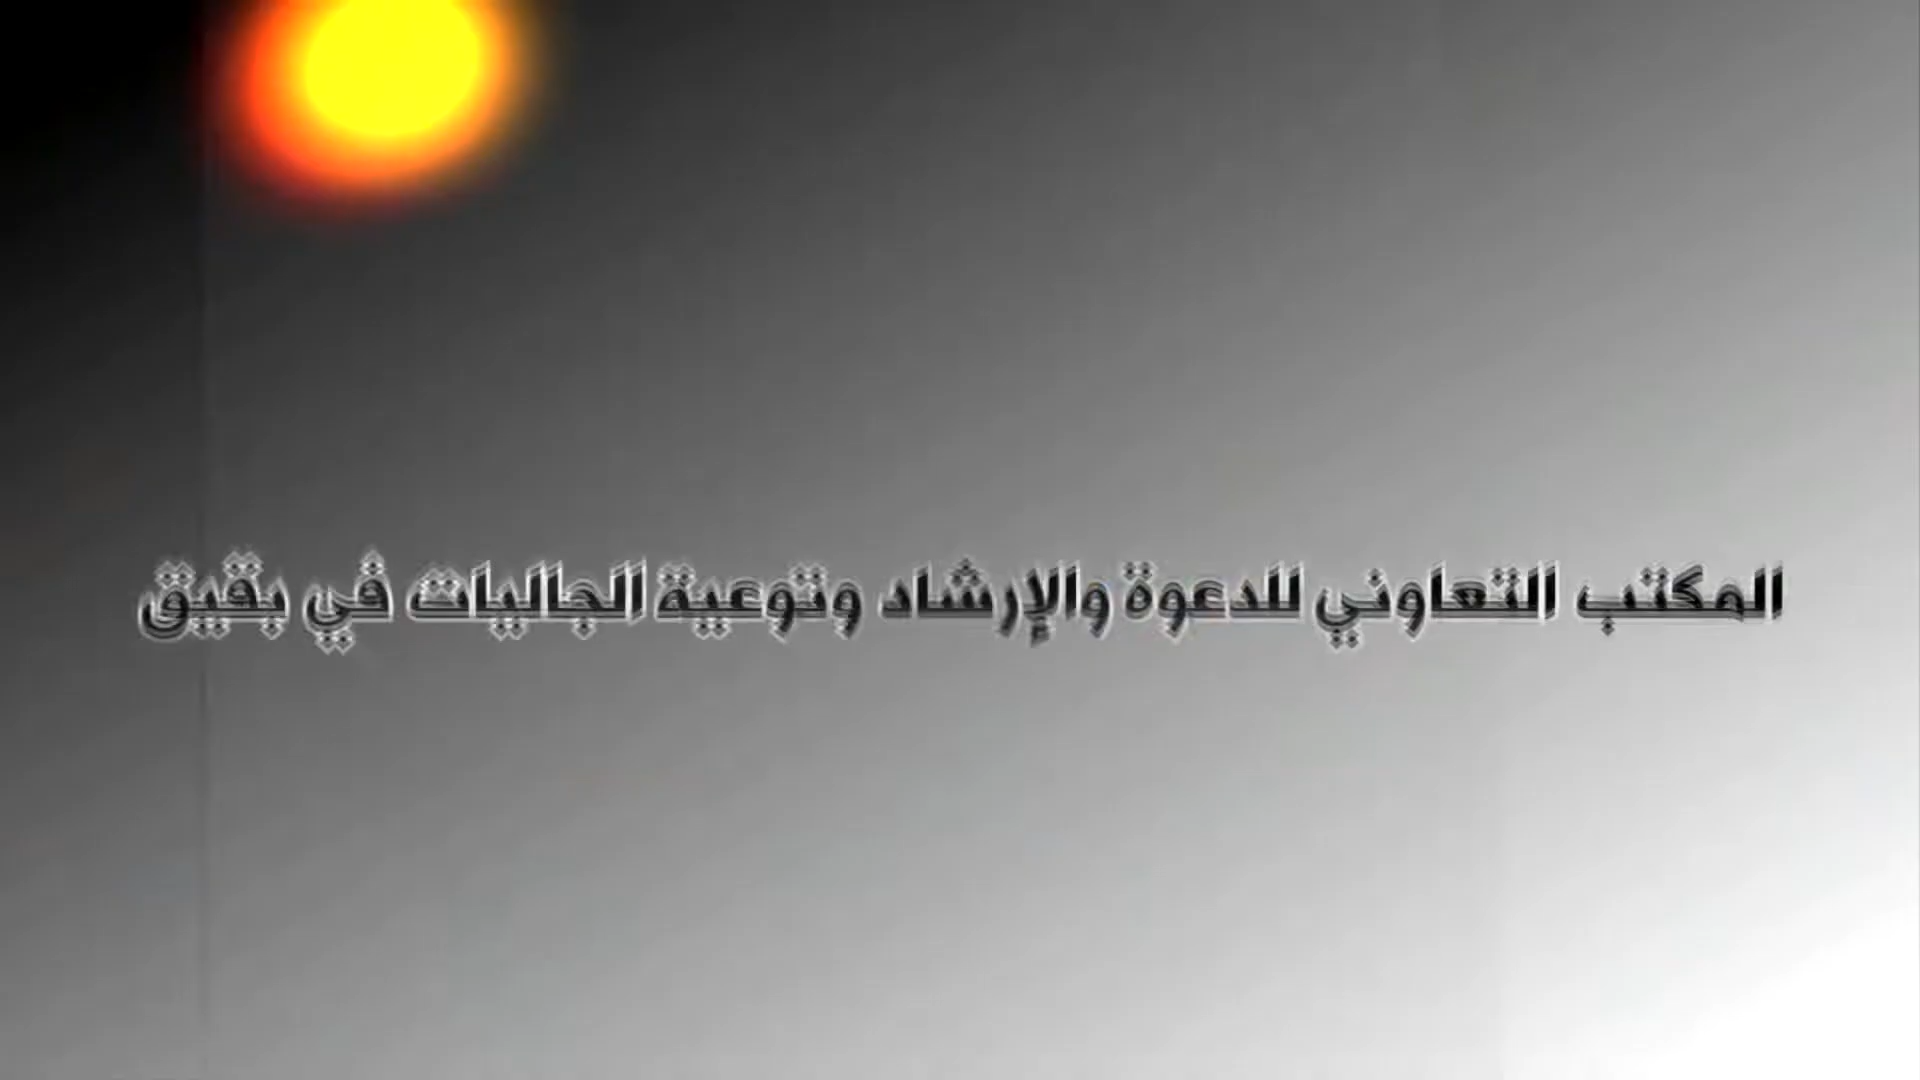 المكتب التعاوني للدعوة والإرشاد وتوعية الجاليات في بقيق